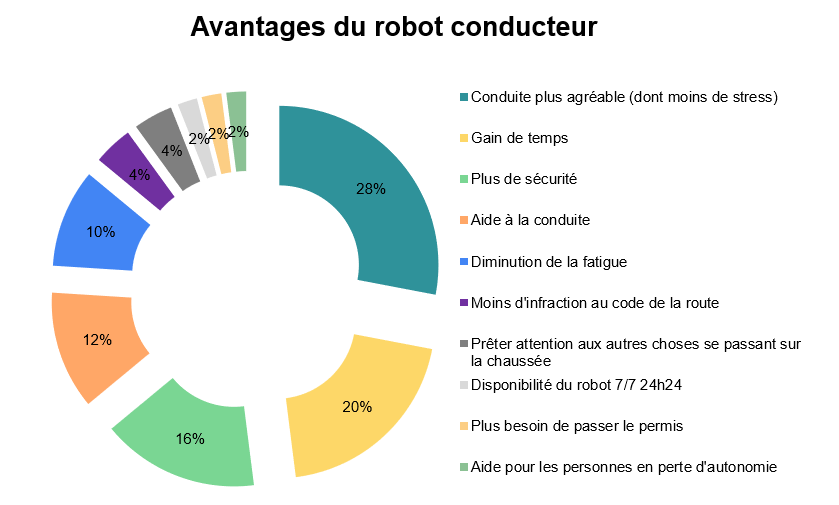 Avantages du robot conducteur
28%
20%
16%
12%
10%
4%
4%
2%
2%
2%
Conduite plus agréable (dont moins de stress)
Gain de temps
Plus de sécurité
Aide à la conduite
Diminution de la fatigue
Moins d'infraction au code de la route
Prêter attention aux autres choses se passant sur
la chaussée
Disponibilité du robot 7/7 24h24
Plus besoin de passer le permis
Aide pour les personnes en perte d'autonomie